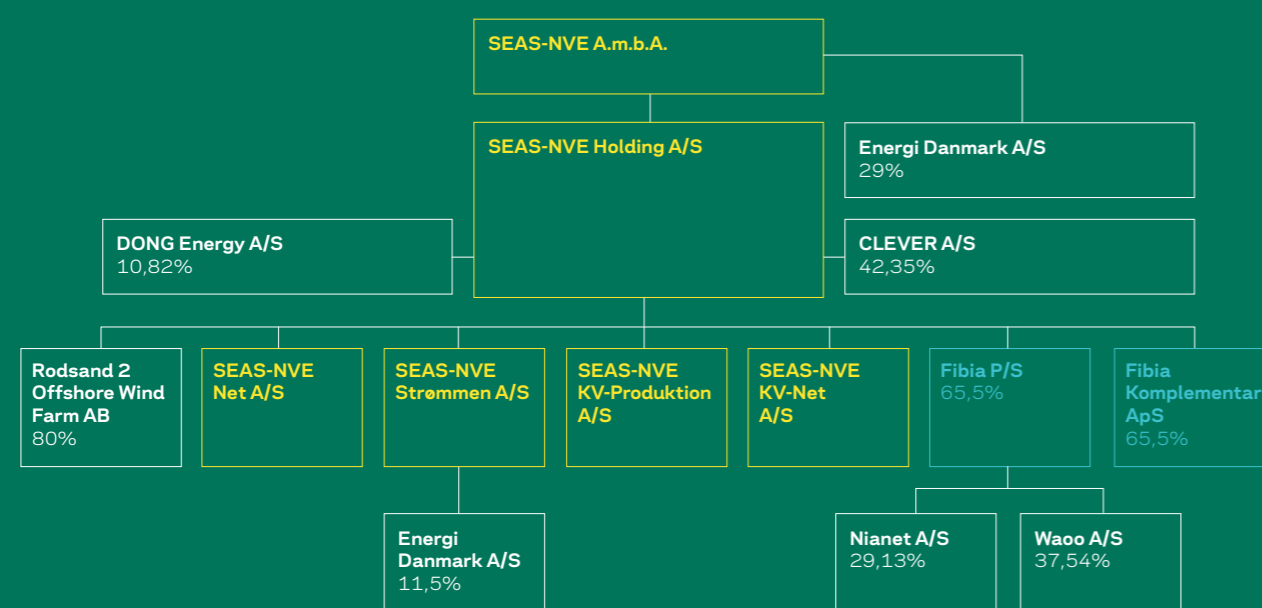 SEAS-NVE A.m.b.A.
SEAS-NVE Holding A/S
Energi Danmark A/S
29%
DONG Energy A/S
10,82%
CLEVER A/S
42,35%
Rodsand 2
Offshore Wind
Farm AB
80%
SEAS-NVE
Net A/S
SEAS-NVE
Strømmen A/S
SEAS-NVE
KV-Produktion
A/S
SEAS-NVE
KV-Net
A/S
Fibia P/S
65,5%
Fibia
Komplementar
ApS
65,5%
Energi
Danmark A/S
11,5%
Nianet A/S
29,13%
Waoo A/S
37,54%